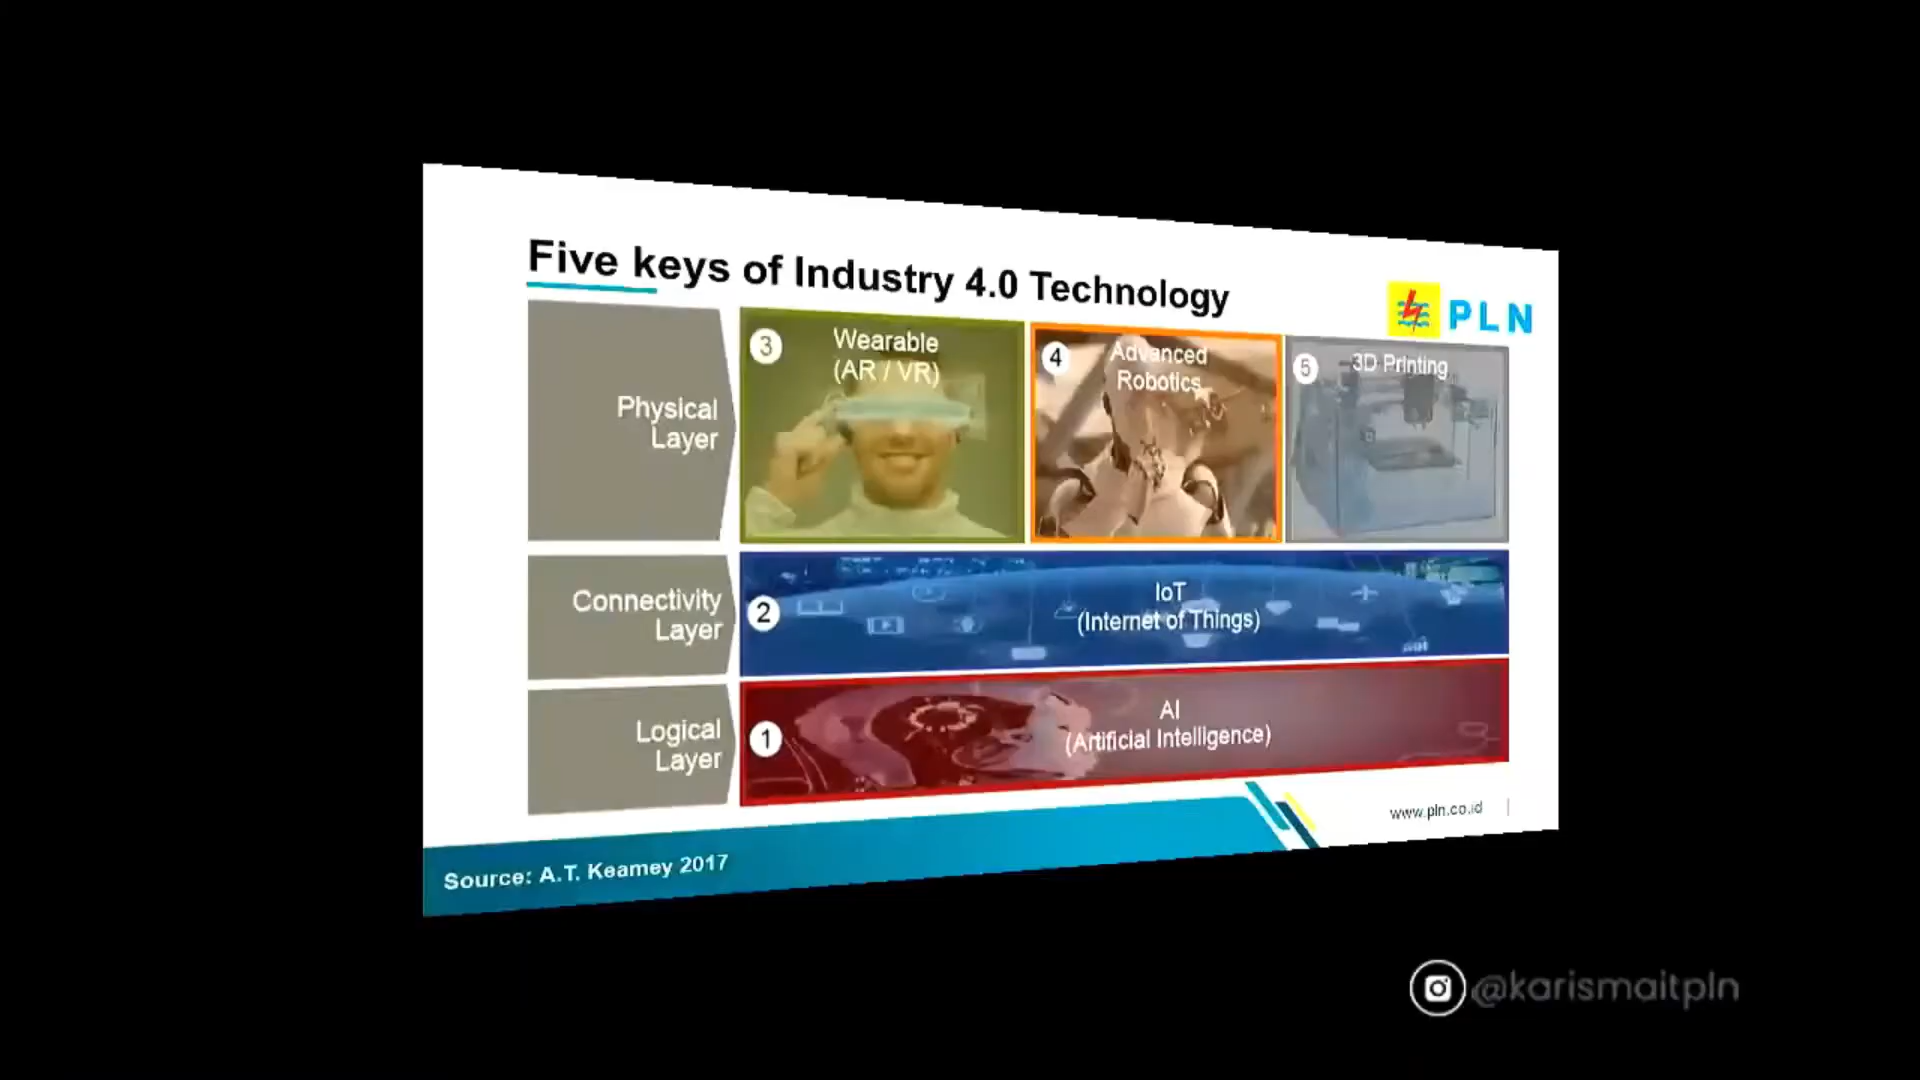 Five keys of Industry 4.0 Technology
PLN
Physical
Layer
3
Wearable
(AR / VR)
4
Advanced
Robotics
5
3D Printing
Connectivity
Layer
2
IoT
(Internet of Things)
Logical
Layer
1
AI
(Artificial Intelligence)
www.pln.co.id
Source: A.T. Keamey 2017
@karismaitpln